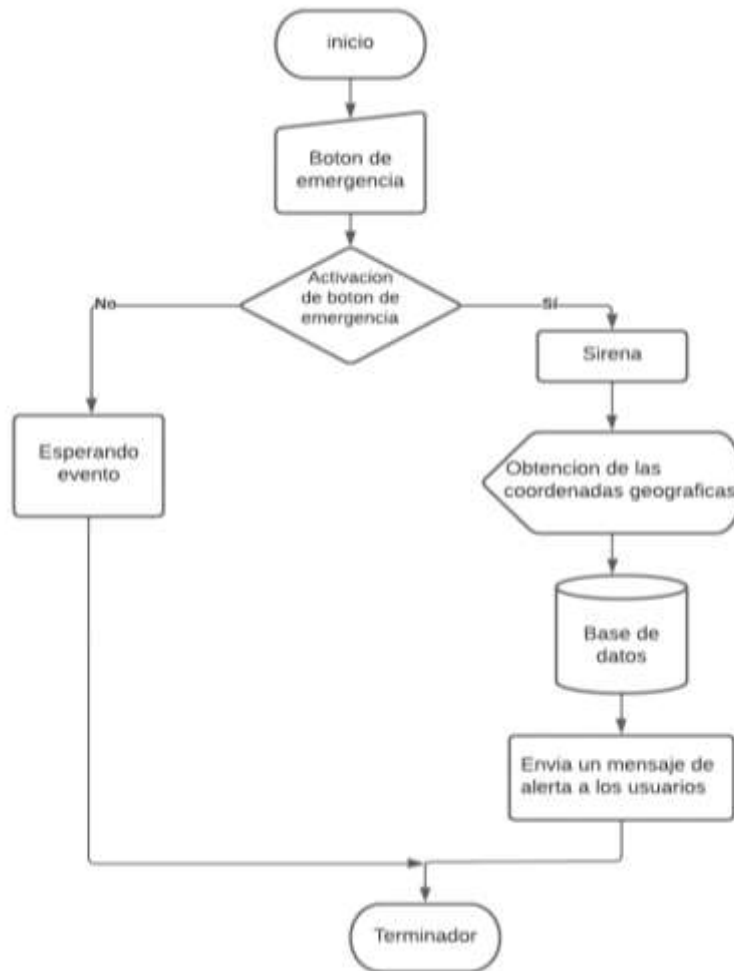 inicio
Boton de
emergencia
Activacion
de boton de
emergencia
No
Sí
Sirena
Esperando
evento
Obtencion de las
coordenadas geograficas
Base de
datos
Envia un mensaje de
alerta a los usuarios
Terminador